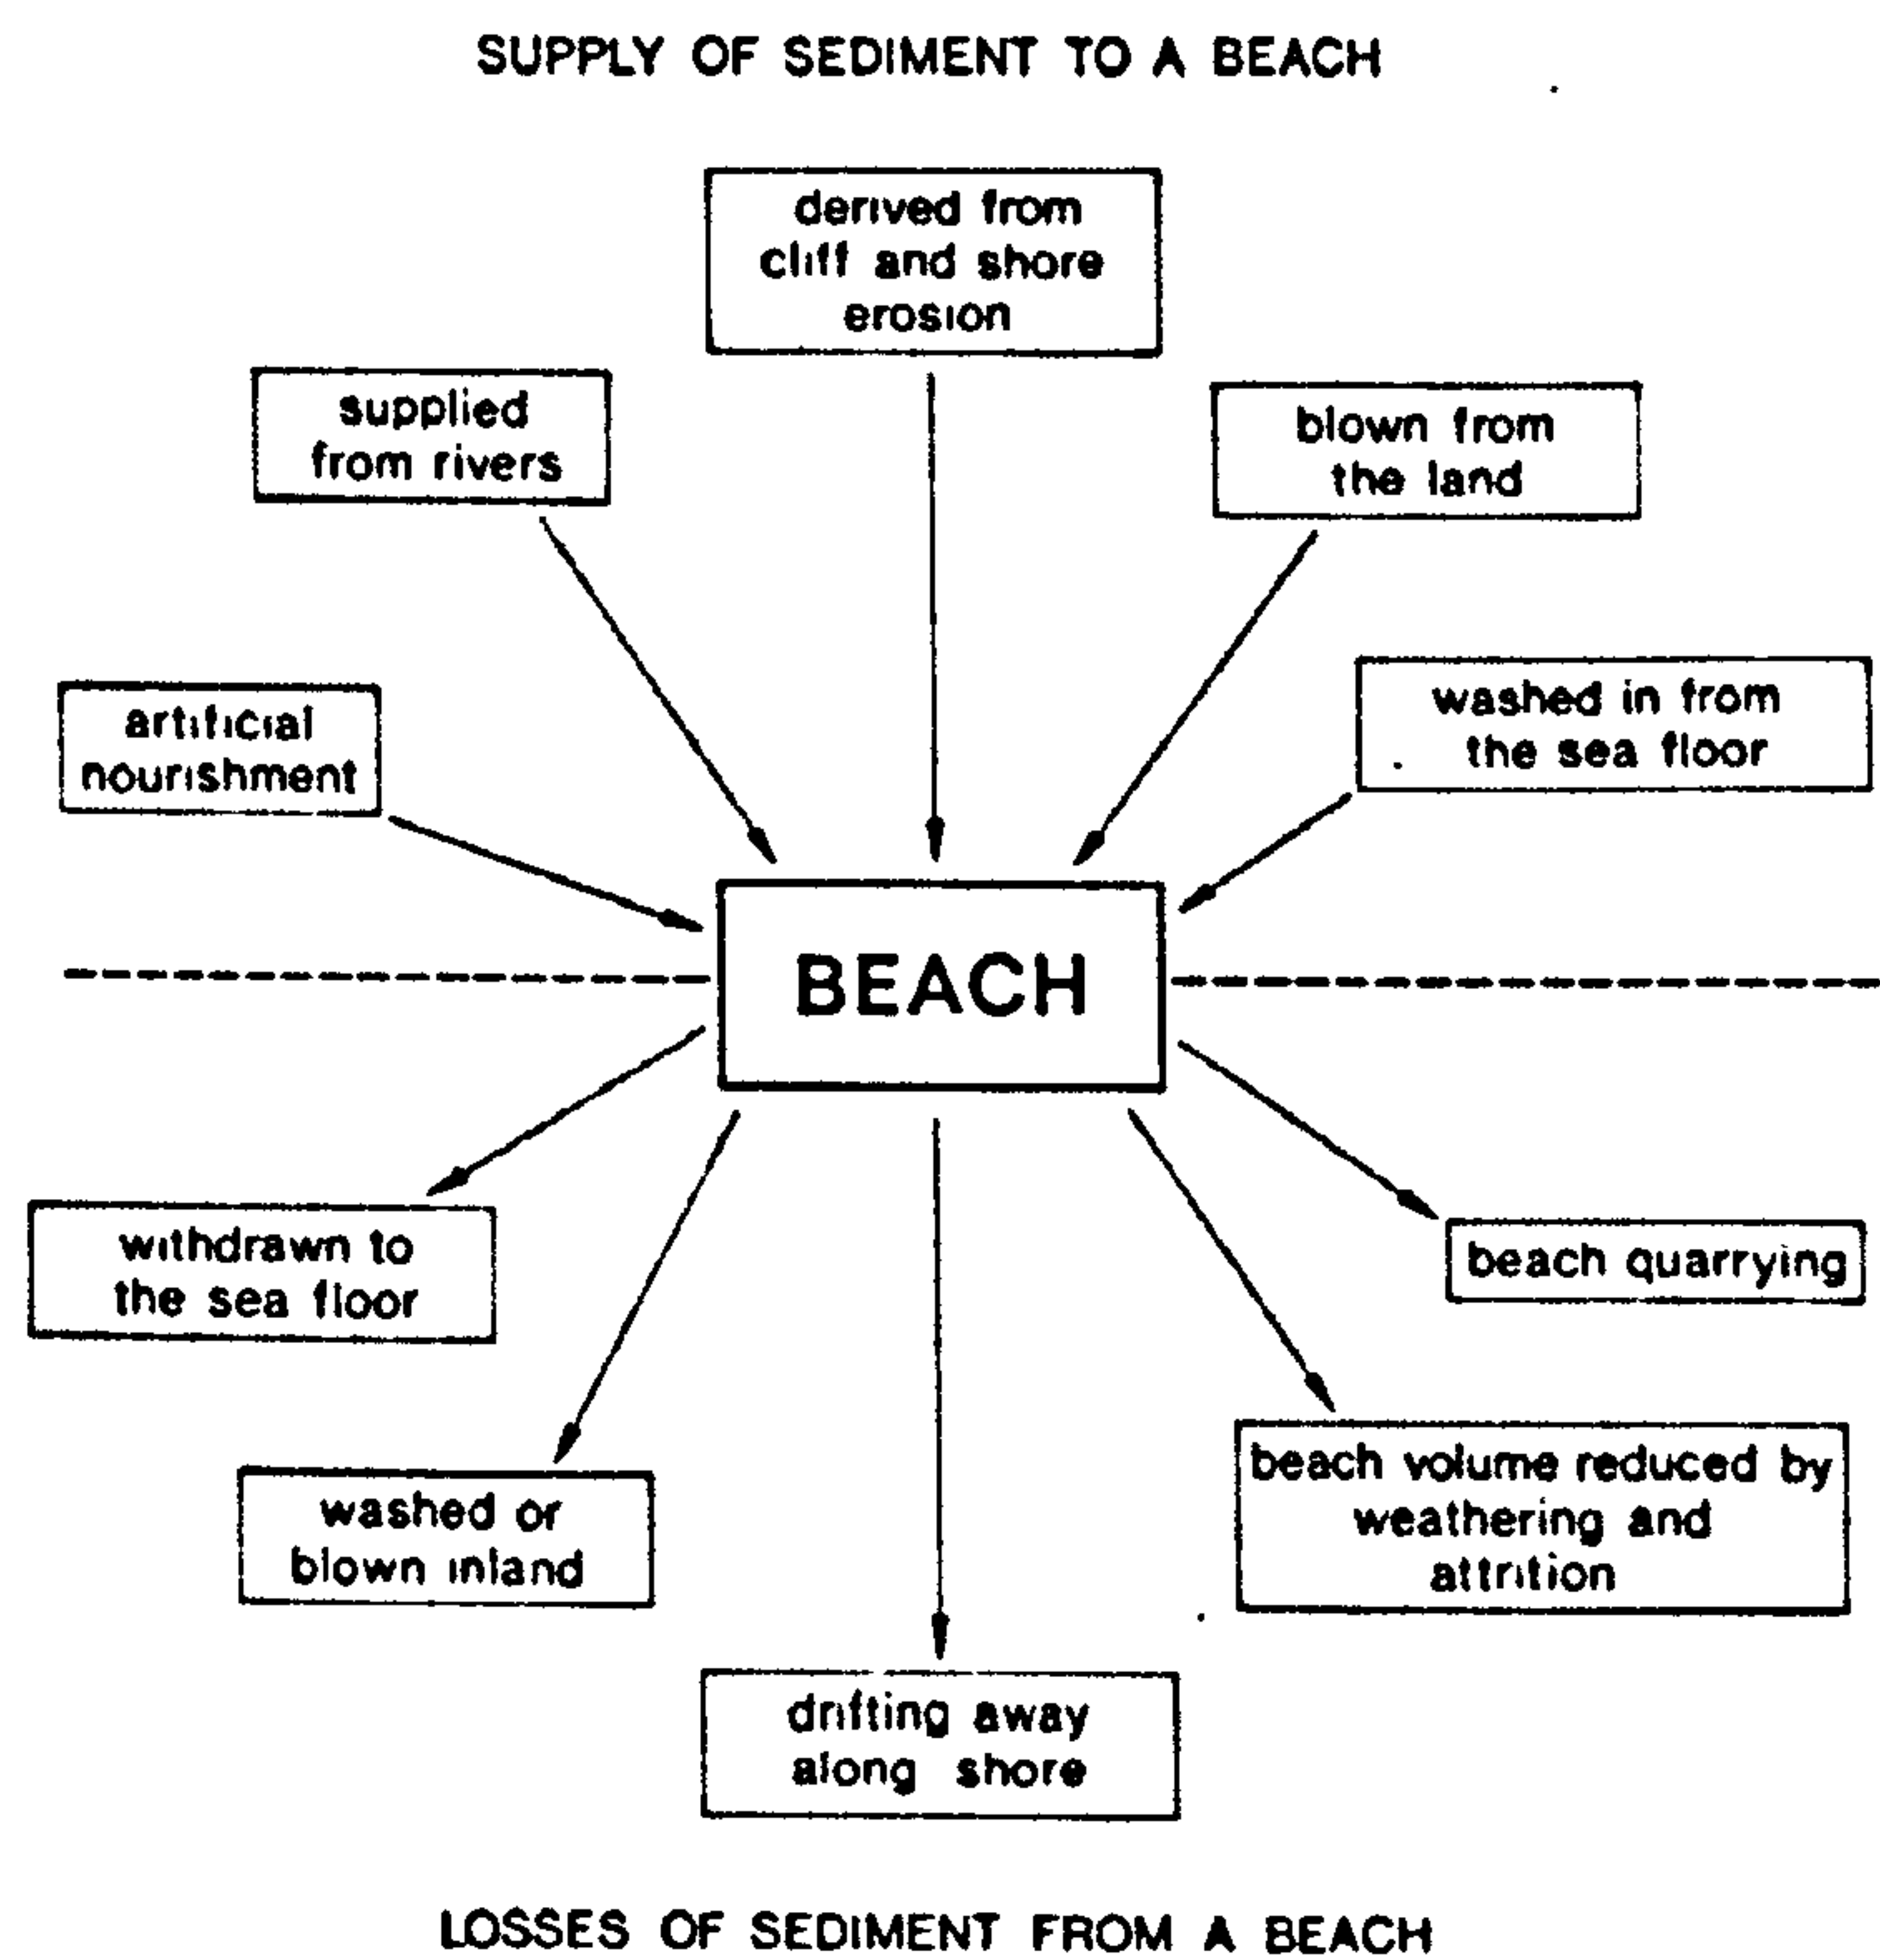 SUPPLY OF SEDIMENT TO A BEACH
derived from
cliff and shore
erosion
supplied
from rivers
blown from
the land
artificial
nourishment
washed in from
the sea floor
BEACH
withdrawn to
the sea floor
beach quarrying
washed or
blown inland
beach volume reduced by
weathering and
attrition
drifting away
along shore
LOSSES OF SEDIMENT FROM A BEACH